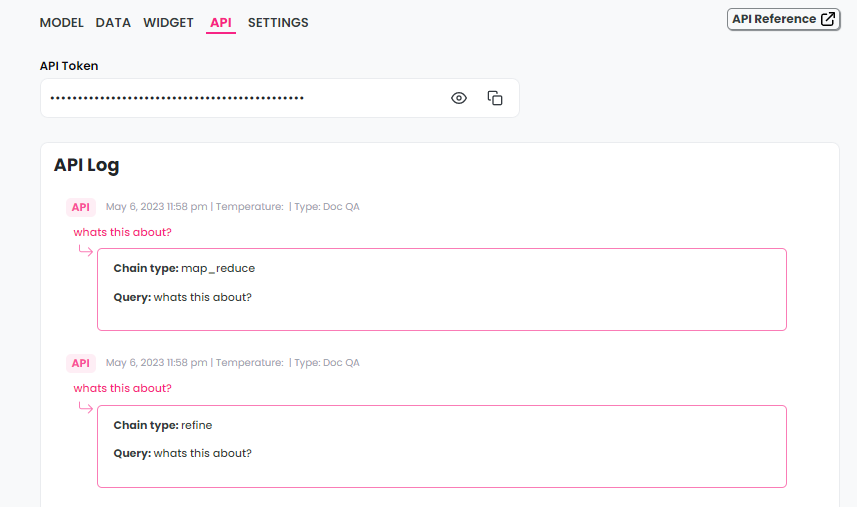 MODEL DATA WIDGET API SETTINGS API Reference
API Token
••••••••••••••••••••••••••••••••••••••••••••••
API Log
API May 6, 2023 11:58 pm | Temperature: | Type: Doc QA
whats this about?
Chain type: map_reduce
Query: whats this about?
API May 6, 2023 11:58 pm | Temperature: | Type: Doc QA
whats this about?
Chain type: refine
Query: whats this about?